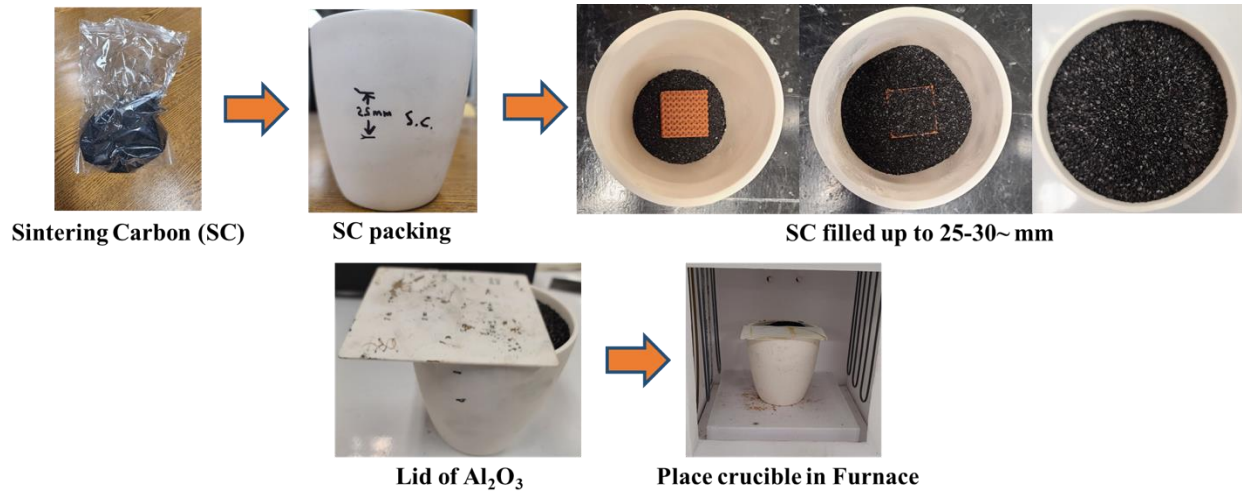 25mm S.C.
Sintering Carbon (SC)
SC packing
SC filled up to 25-30~ mm
Lid of Al₂O₃
Place crucible in Furnace